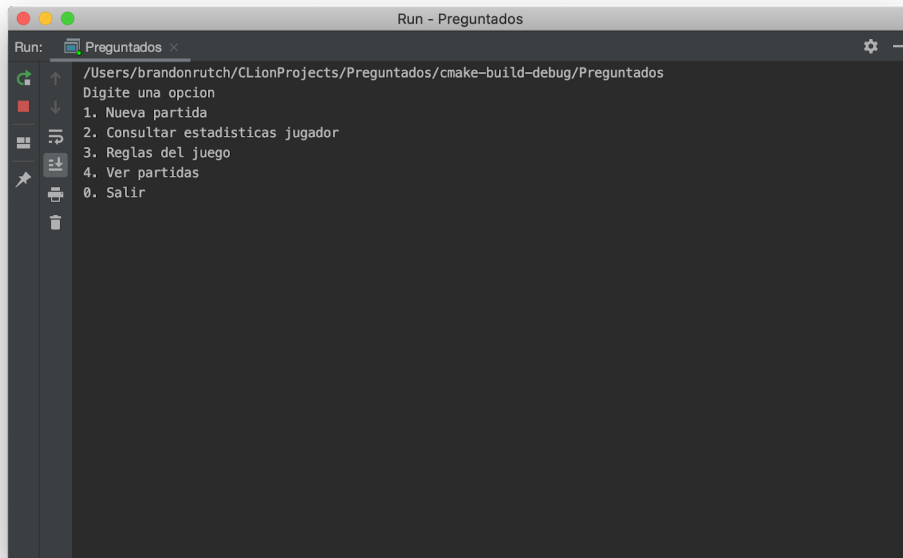 Run - Preguntados
Run: Preguntados
/Users/brandonrutch/CLionProjects/Preguntados/cmake-build-debug/Preguntados
Digite una opcion
1. Nueva partida
2. Consultar estadisticas jugador
3. Reglas del juego
4. Ver partidas
0. Salir